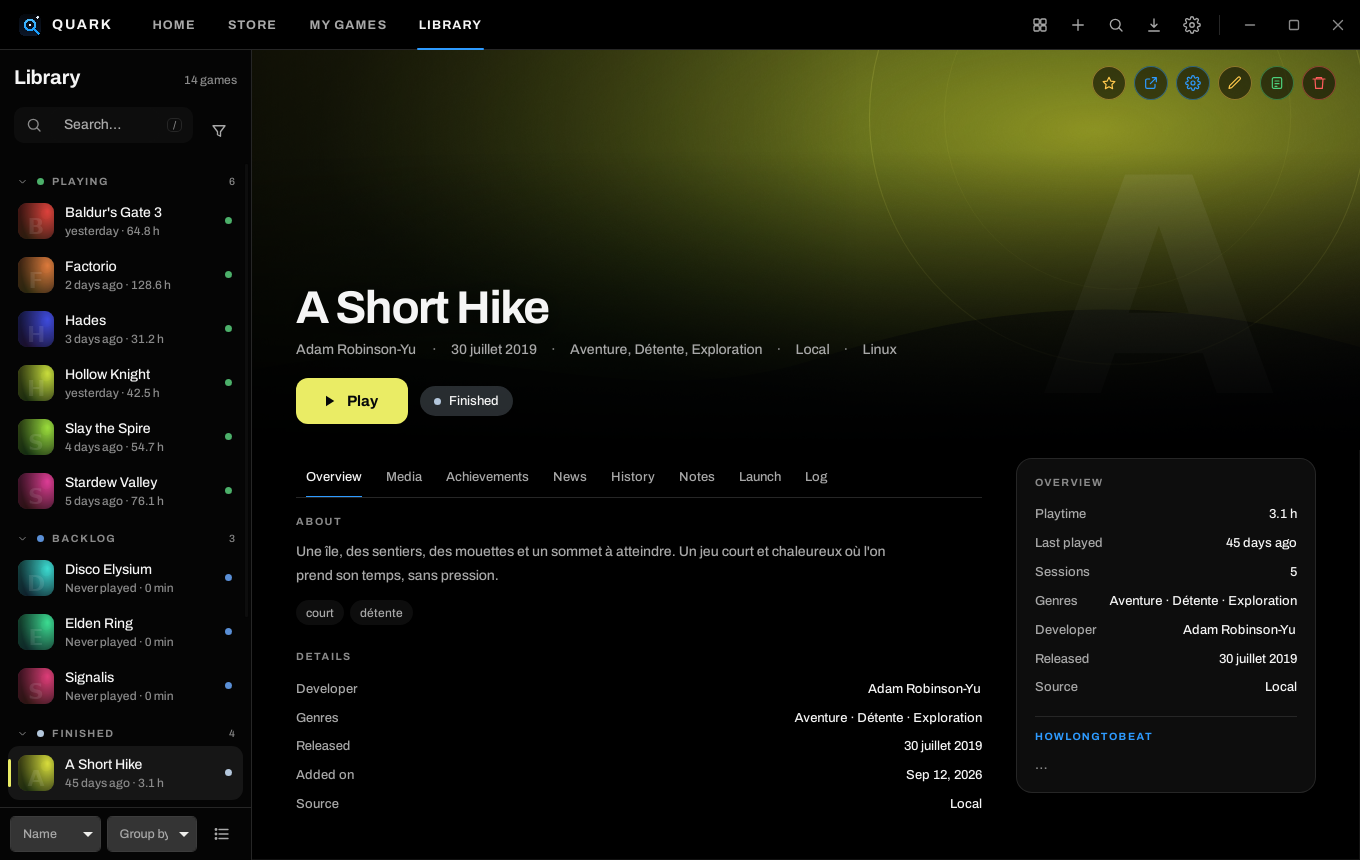 QUARK
HOME
STORE
MY GAMES
LIBRARY
Library
14 games
Search...
/
PLAYING
6
B
Baldur's Gate 3
yesterday · 64.8 h
F
Factorio
2 days ago · 128.6 h
H
Hades
3 days ago · 31.2 h
H
Hollow Knight
yesterday · 42.5 h
S
Slay the Spire
4 days ago · 54.7 h
S
Stardew Valley
5 days ago · 76.1 h
BACKLOG
3
D
Disco Elysium
Never played · 0 min
E
Elden Ring
Never played · 0 min
S
Signalis
Never played · 0 min
FINISHED
4
A
A Short Hike
45 days ago · 3.1 h
Name
Group by
A
A Short Hike
Adam Robinson-Yu · 30 juillet 2019 · Aventure, Détente, Exploration · Local · Linux
Play
Finished
Overview
Media
Achievements
News
History
Notes
Launch
Log
ABOUT
Une île, des sentiers, des mouettes et un sommet à atteindre. Un jeu court et chaleureux où l'on
prend son temps, sans pression.
court
détente
DETAILS
Developer
Adam Robinson-Yu
Genres
Aventure · Détente · Exploration
Released
30 juillet 2019
Added on
Sep 12, 2026
Source
Local
OVERVIEW
Playtime
3.1 h
Last played
45 days ago
Sessions
5
Genres
Aventure · Détente · Exploration
Developer
Adam Robinson-Yu
Released
30 juillet 2019
Source
Local
HOWLONGTOBEAT
...